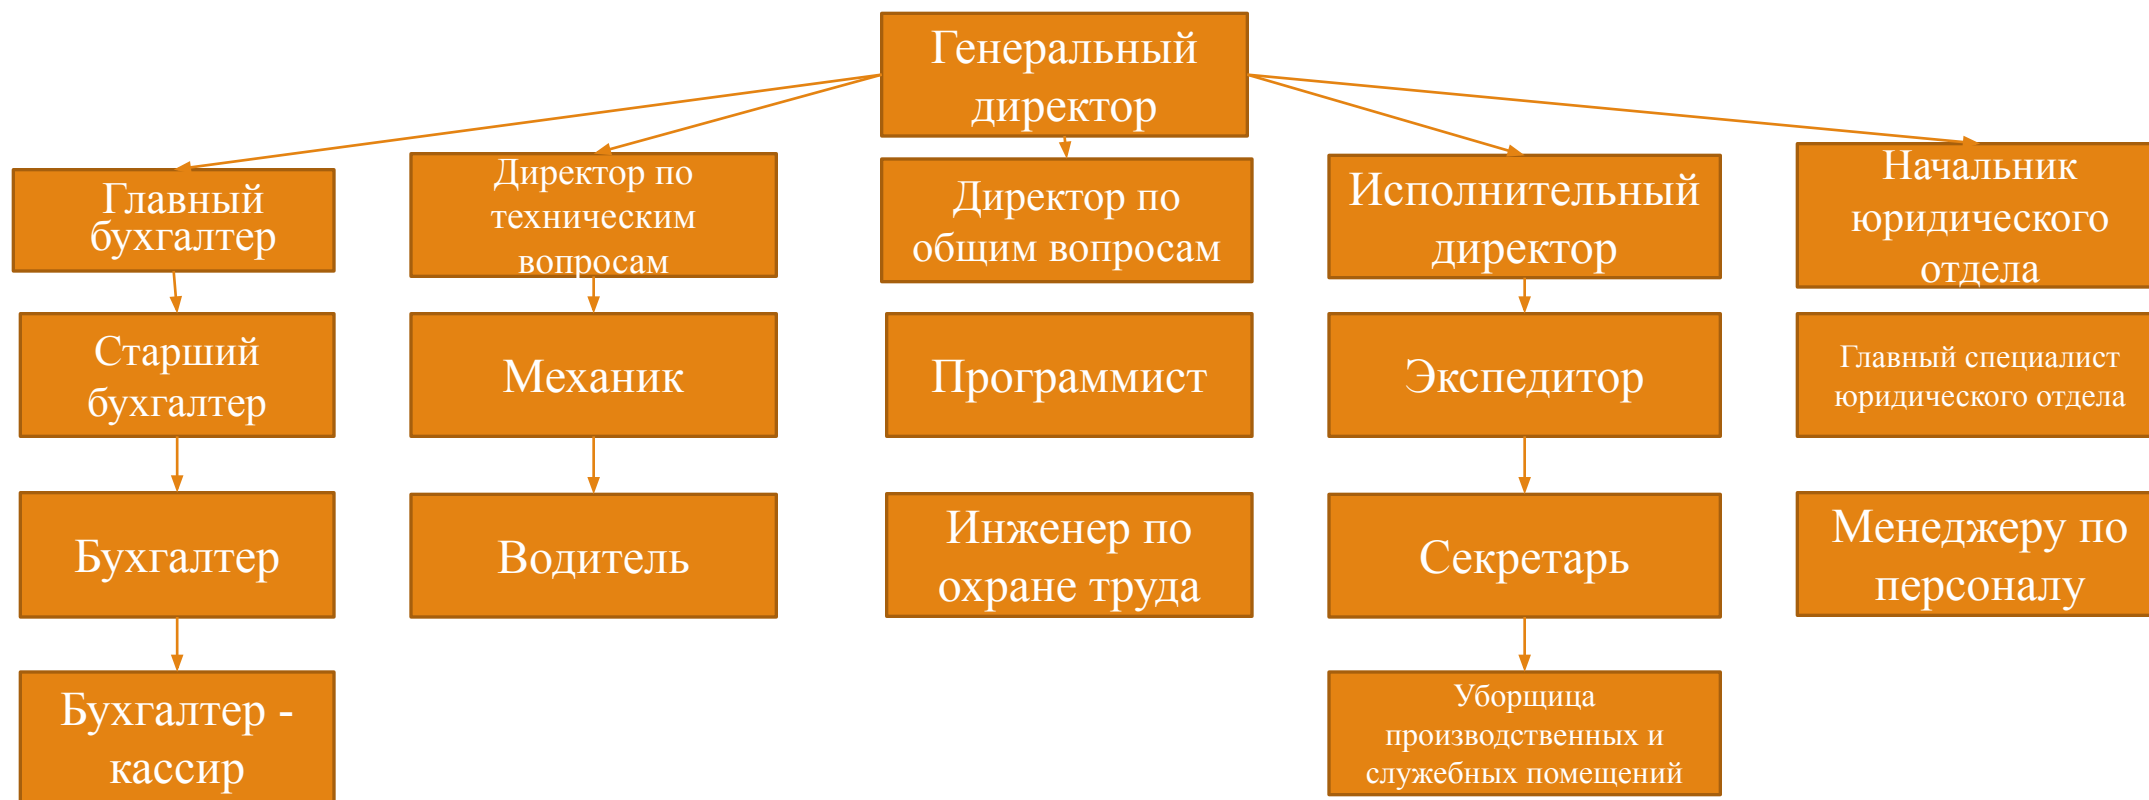 Генеральный
директор
Главный
бухгалтер
Директор по
техническим
вопросам
Директор по
общим вопросам
Исполнительный
директор
Начальник
юридического
отдела
Старший
бухгалтер
Механик
Программист
Экспедитор
Главный специалист
юридического отдела
Бухгалтер
Водитель
Инженер по
охране труда
Секретарь
Менеджеру по
персоналу
Бухгалтер -
кассир
Уборщица
производственных и
служебных помещений